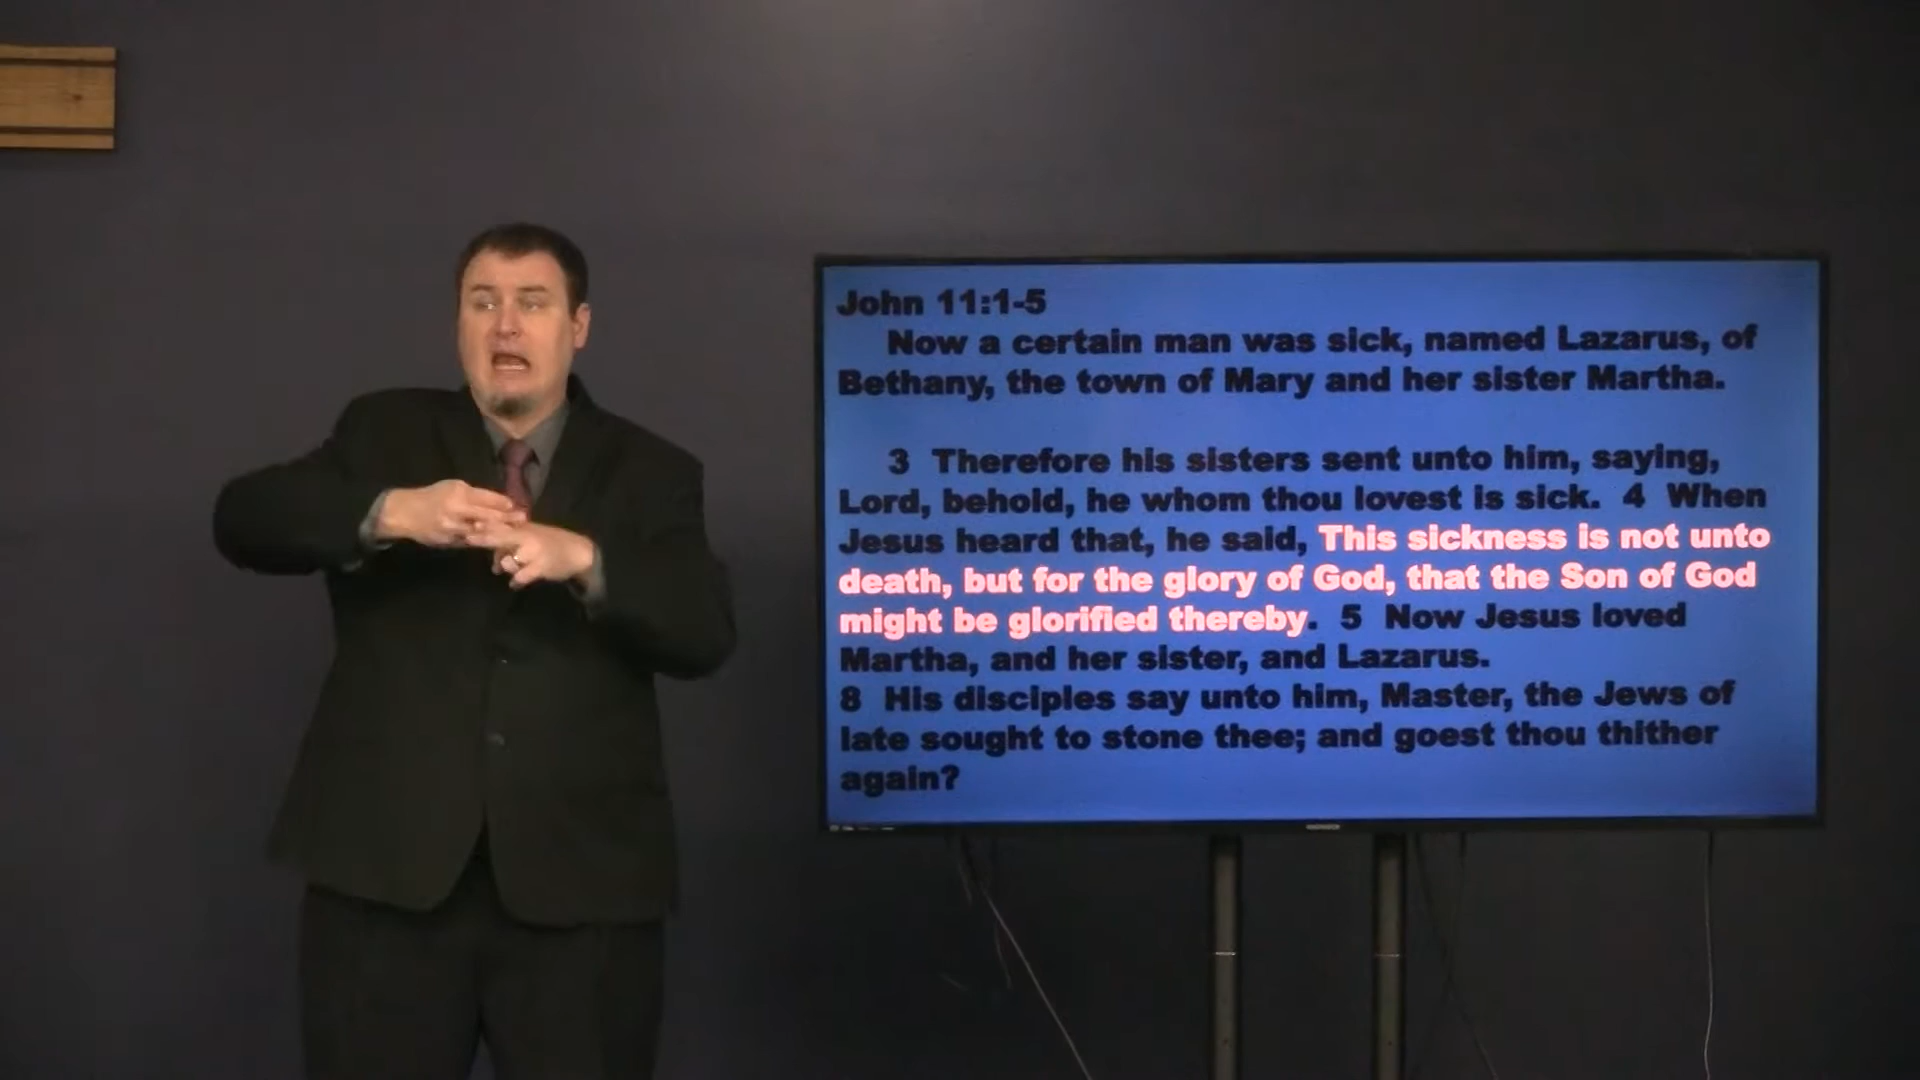 John 11:1-5
Now a certain man was sick, named Lazarus, of
Bethany, the town of Mary and her sister Martha.
3 Therefore his sisters sent unto him, saying,
Lord, behold, he whom thou lovest is sick. 4 When
Jesus heard that, he said, This sickness is not unto
death, but for the glory of God, that the Son of God
might be glorified thereby. 5 Now Jesus loved
Martha, and her sister, and Lazarus.
8 His disciples say unto him, Master, the Jews of
late sought to stone thee; and goest thou thither
again?